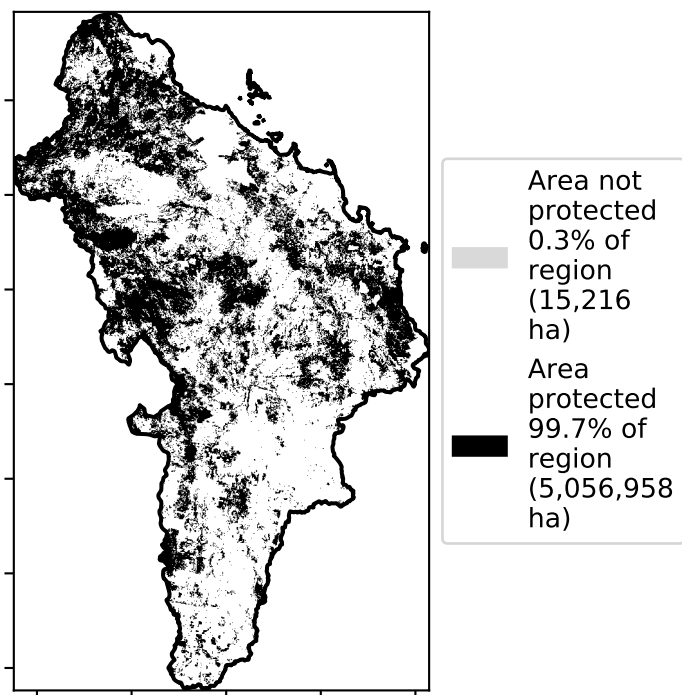 Area not
protected
0.3% of
region
(15,216
ha)
Area
protected
99.7% of
region
(5,056,958
ha)